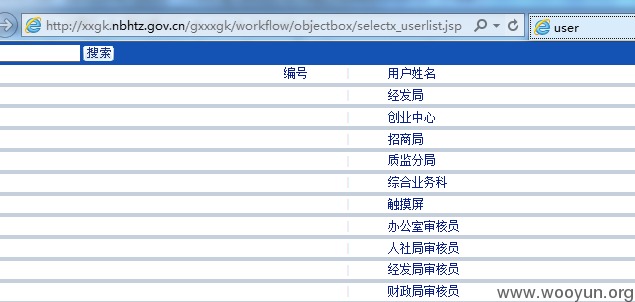 http://xxgk.nbhtz.gov.cn/gxxxgk/workflow/objectbox/selectx_userlist.jsp
user
搜索
编号 用户姓名
经发局
创业中心
招商局
质监分局
综合业务科
触摸屏
办公室审核员
人社局审核员
经发局审核员
财政局审核员
www.wooyun.org